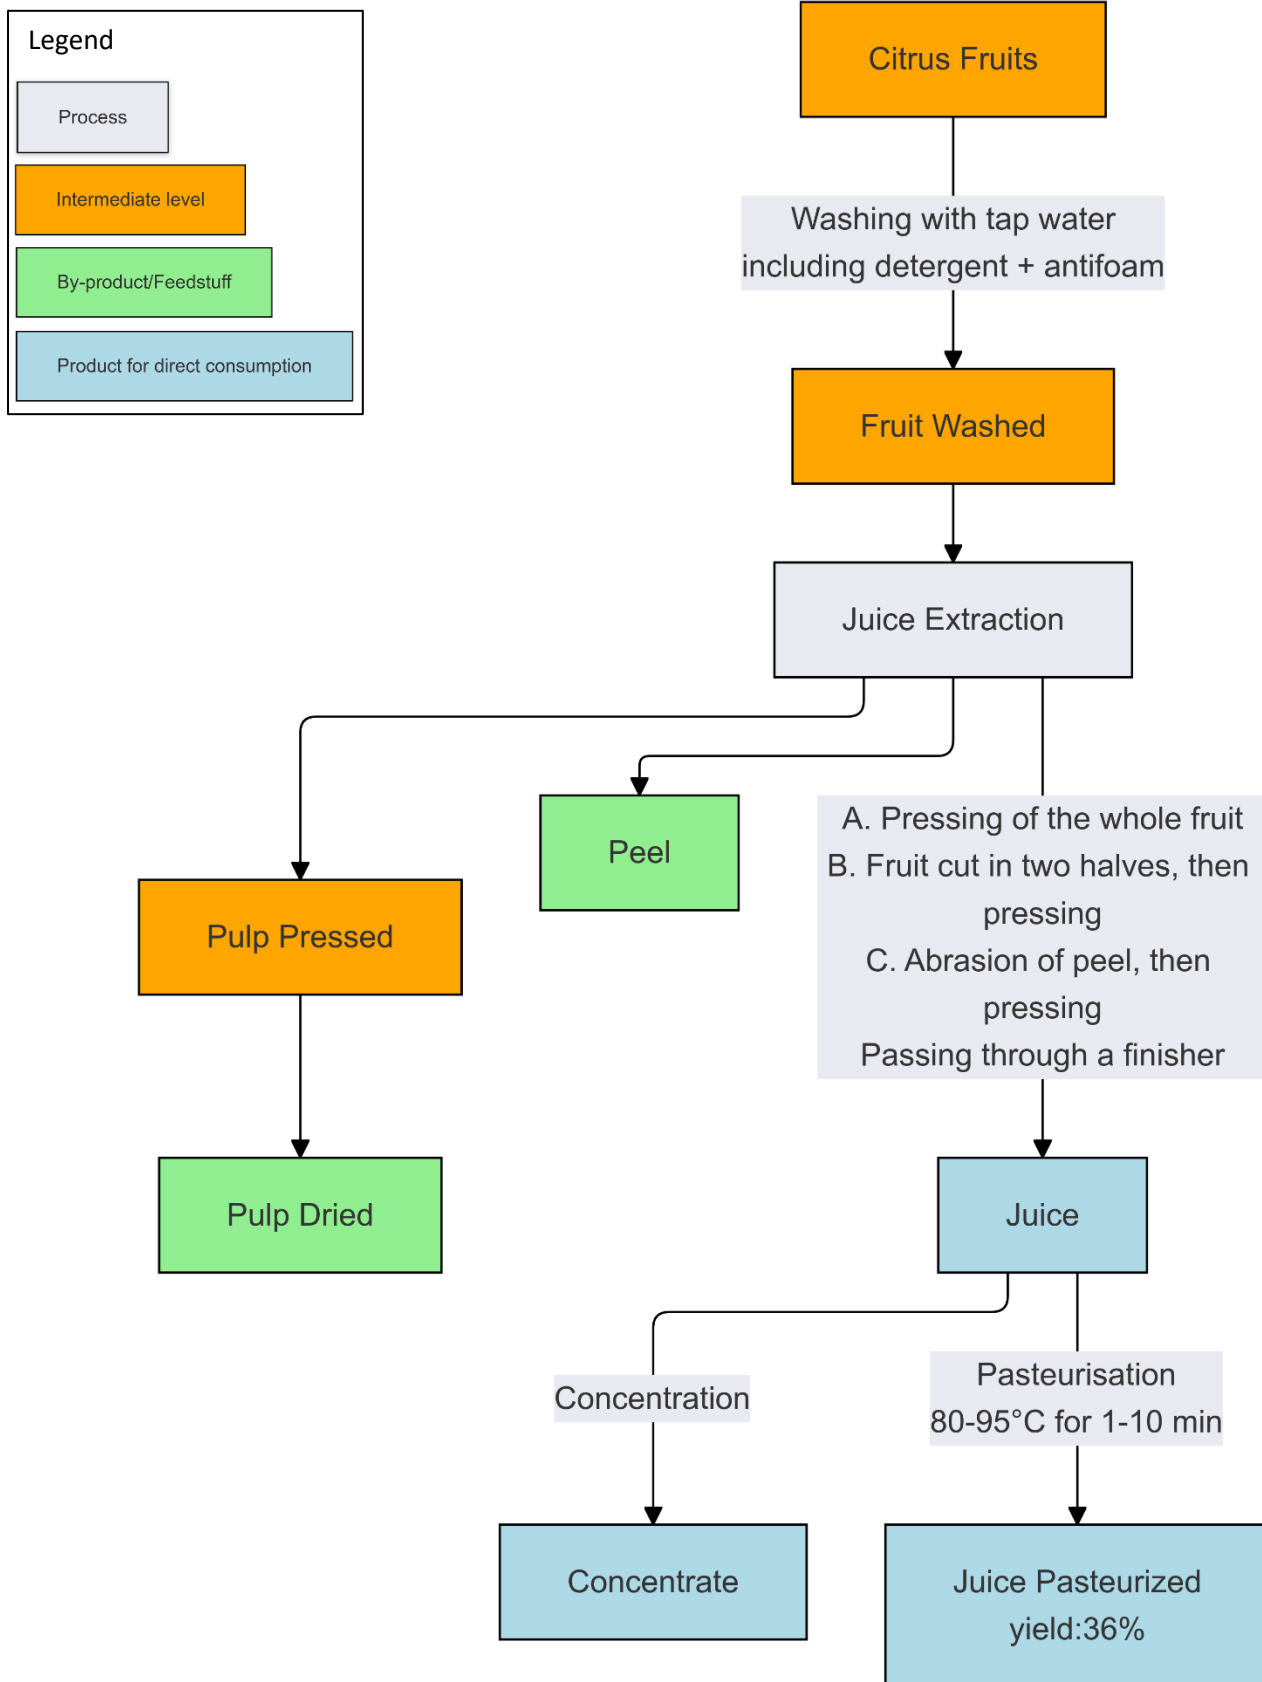 Legend
Process
Intermediate level
By-product/Feedstuff
Product for direct consumption
Citrus Fruits
Washing with tap water
including detergent + antifoam
Fruit Washed
Juice Extraction
Peel
Pulp Pressed
A. Pressing of the whole fruit
B. Fruit cut in two halves, then
pressing
C. Abrasion of peel, then
pressing
Passing through a finisher
Pulp Dried
Juice
Concentration
Pasteurisation
80-95°C for 1-10 min
Concentrate
Juice Pasteurized
yield:36%